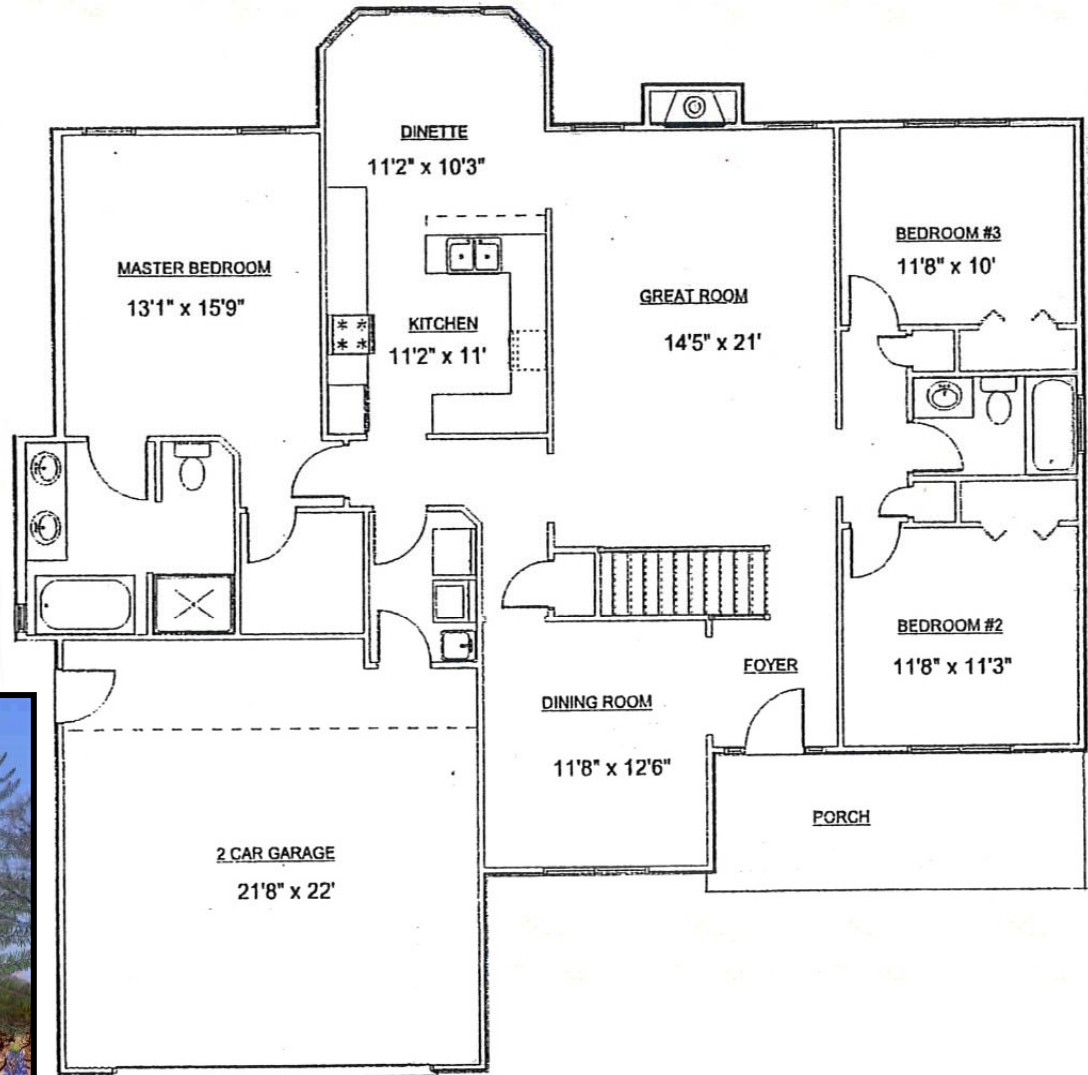 DINETTE
11'2" x 10'3"
MASTER BEDROOM
13'1" x 15'9"
KITCHEN
11'2" x 11'
GREAT ROOM
14'5" x 21'
BEDROOM #3
11'8" x 10'
BEDROOM #2
11'8" x 11'3"
FOYER
DINING ROOM
11'8" x 12'6"
PORCH
2 CAR GARAGE
21'8" x 22'